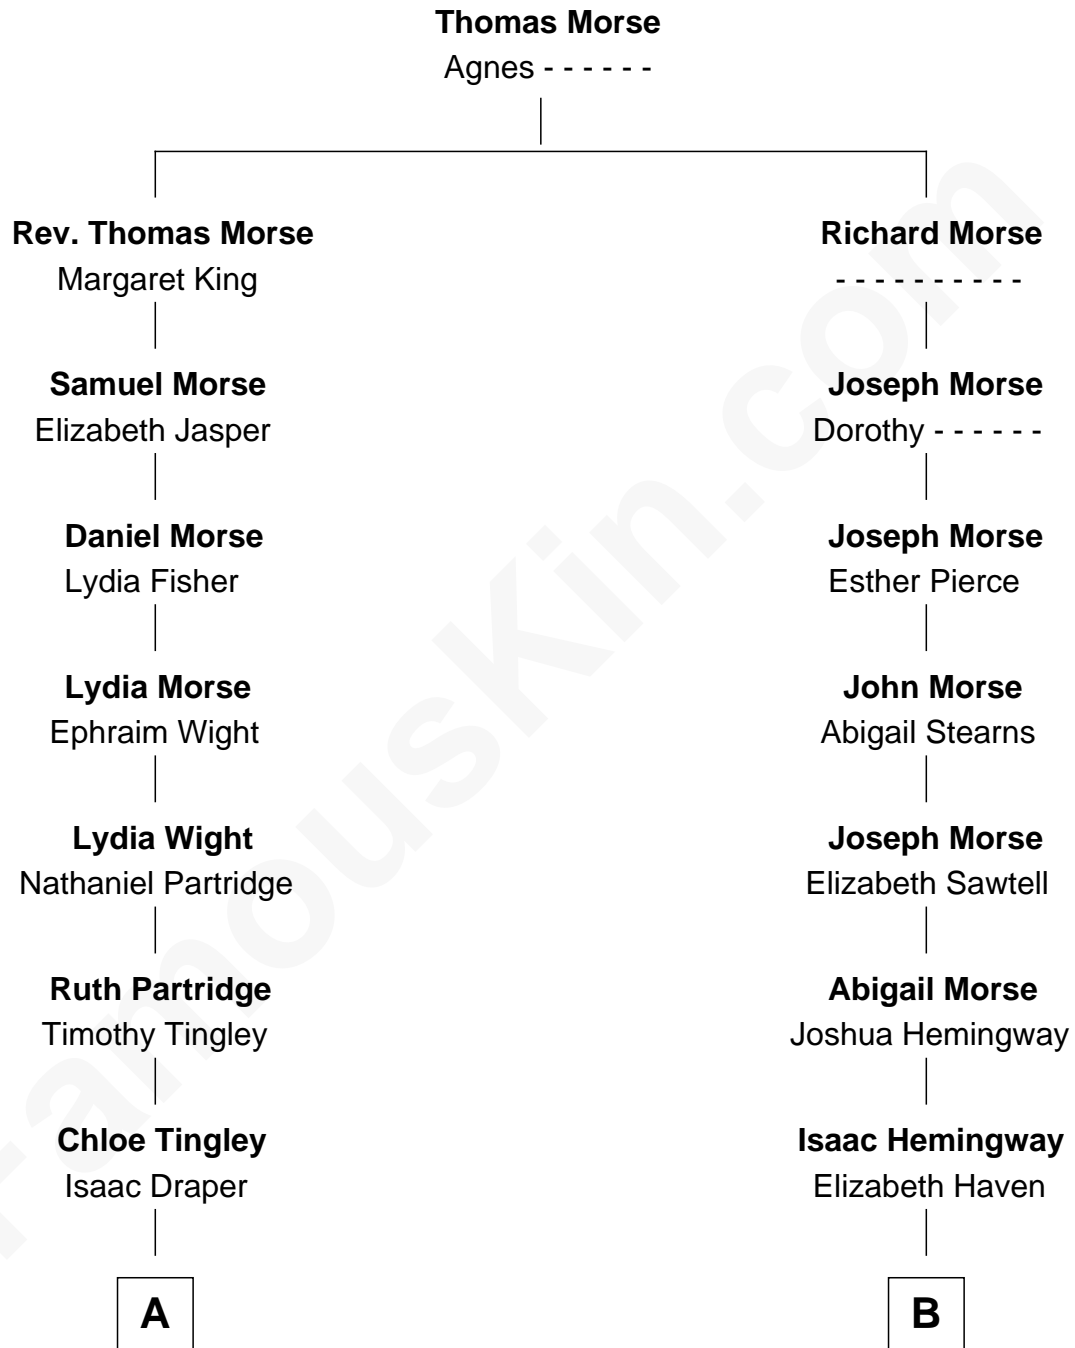 Thomas Morse
Agnes - - - - - -
Rev. Thomas Morse
Margaret King
Richard Morse
- - - - - - - - - -
Samuel Morse
Elizabeth Jasper
Joseph Morse
Dorothy - - - - - -
Daniel Morse
Lydia Fisher
Joseph Morse
Esther Pierce
Lydia Morse
Ephraim Wight
John Morse
Abigail Stearns
Lydia Wight
Nathaniel Partridge
Joseph Morse
Elizabeth Sawtell
Ruth Partridge
Timothy Tingley
Abigail Morse
Joshua Hemingway
Chloe Tingley
Isaac Draper
Isaac Hemingway
Elizabeth Haven
A
B
FamousKin.com